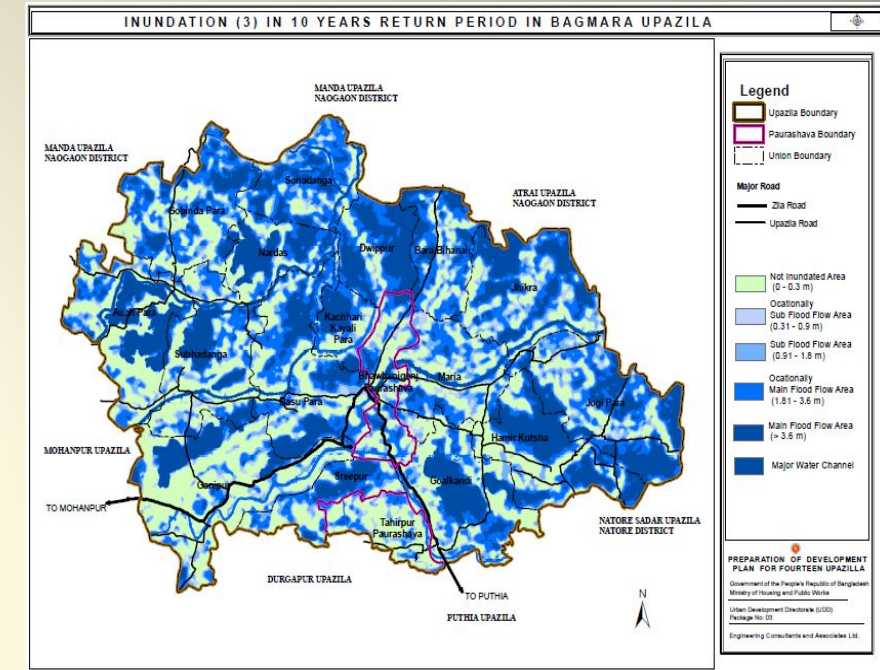 INUNDATION (3) IN 10 YEARS RETURN PERIOD IN BAGMARA UPAZILA
MANDA UPAZILA
NAOGAON DISTRICT
MANDA UPAZILA
NAOGAON DISTRICT
ATRAI UPAZILA
NAOGAON DISTRICT
Sonadanga
Gobinda Para
Nardas
Dwippur
Bara Bihanali
Jhikra
Auch Para
Kachhari
Kayali
Para
Subhadanga
Bhawhaniganj
Paurashava
Maria
Basu Para
Jogi Para
Hamir Kutsha
MOHANPUR UPAZILA
Sreepur
Goalkandi
Ganipur
TO MOHANPUR
Tahirpur
Paurashava
NATORE SADAR UPAZILA
NATORE DISTRICT
DURGAPUR UPAZILA
TO PUTHIA
PUTHIA UPAZILA
N
Legend
Upazila Boundary
Paurashava Boundary
Union Boundary
Major Road
Zila Road
Upazila Road
Not Inundated Area
(0 - 0.3 m)
Ocationally
Sub Flood Flow Area
(0.31 - 0.9 m)
Sub Flood Flow Area
(0.91 - 1.8 m)
Ocationally
Main Flood Flow Area
(1.81 - 3.6 m)
Main Flood Flow Area
(> 3.6 m)
Major Water Channel
PREPARATION OF DEVELOPMENT
PLAN FOR FOURTEEN UPAZILLA
Government of the People's Republic of Bangladesh
Ministry of Housing and Public Works
Urban Development Directorate (UDD)
Package No: 03
Engineering Consultants and Associates Ltd.